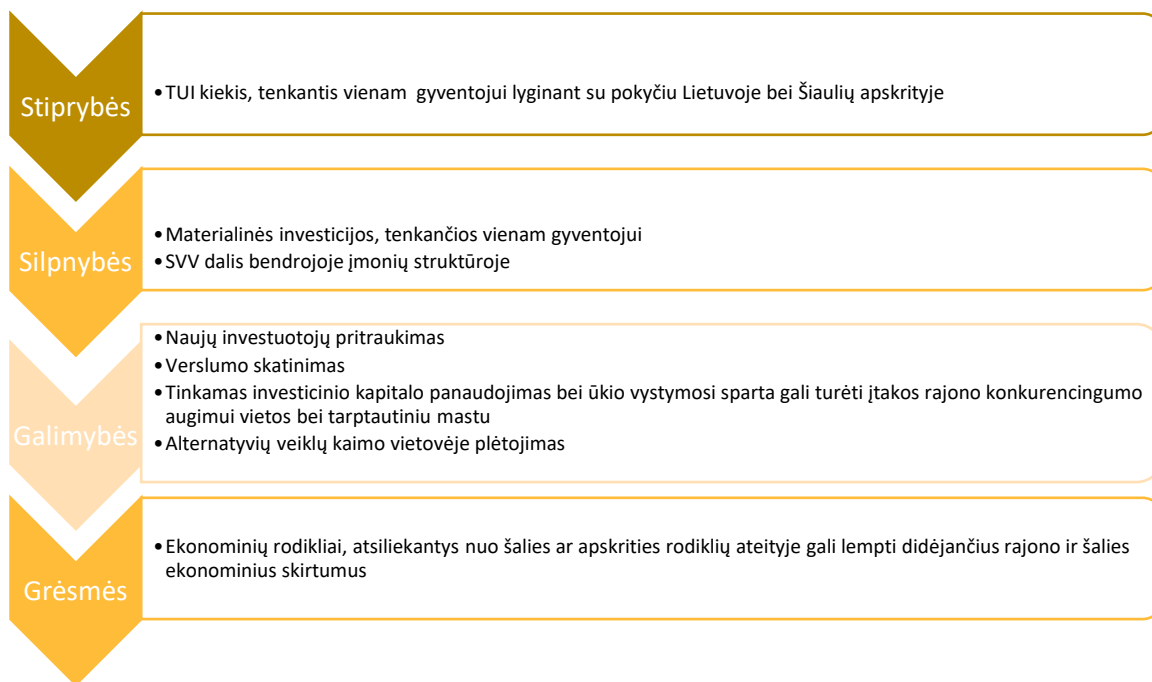 Stiprybės
•TUI kiekis, tenkantis vienam  gyventojui lyginant su pokyčiu Lietuvoje bei Šiaulių apskrityje
Silpnybės
•Materialinės investicijos, tenkančios vienam gyventojui
•SVV dalis bendrojoje įmonių struktūroje
Galimybės
•Naujų investuotojų pritraukimas
•Verslumo skatinimas
•Tinkamas investicinio kapitalo panaudojimas bei ūkio vystymosi sparta gali turėti įtakos rajono konkurencingumo
augimui vietos bei tarptautiniu mastu
•Alternatyvių veiklų kaimo vietovėje plėtojimas
Grėsmės
•Ekonominių rodikliai, atsiliekantys nuo šalies ar apskrities rodiklių ateityje gali lempti didėjančius rajono ir šalies
ekonominius skirtumus